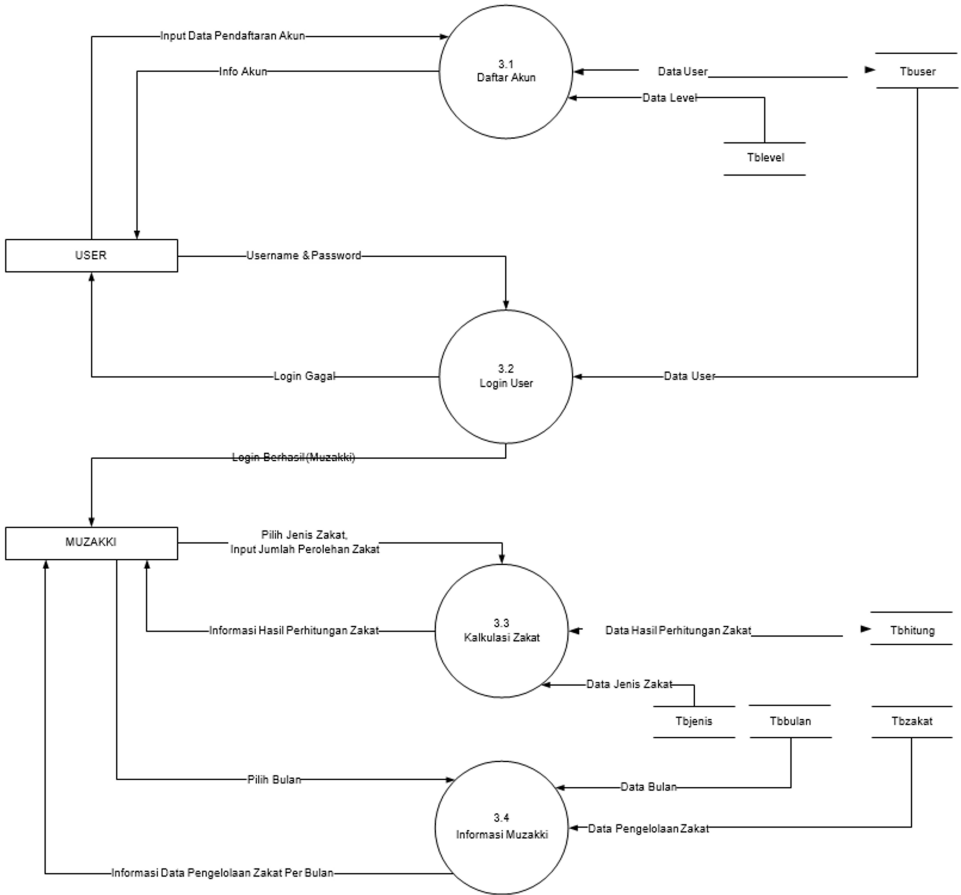 Input Data Pendaftaran Akun
Info Akun
3.1
Daftar Akun
Data User
Tbuser
Data Level
Tblevel
USER
Username & Password
3.2
Login User
Login Gagal
Data User
Login Berhasil(Muzakki)
MUZAKKI
Pilih Jenis Zakat,
Input Jumlah Perolehan Zakat
3.3
Kalkulasi Zakat
Informasi Hasil Perhitungan Zakat
Data Hasil Perhitungan Zakat
Tbhitung
Data Jenis Zakat
Tbjenis
Tbbulan
Tbzakat
Pilih Bulan
Data Bulan
3.4
Informasi Muzakki
Data Pengelolaan Zakat
Informasi Data Pengelolaan Zakat Per Bulan